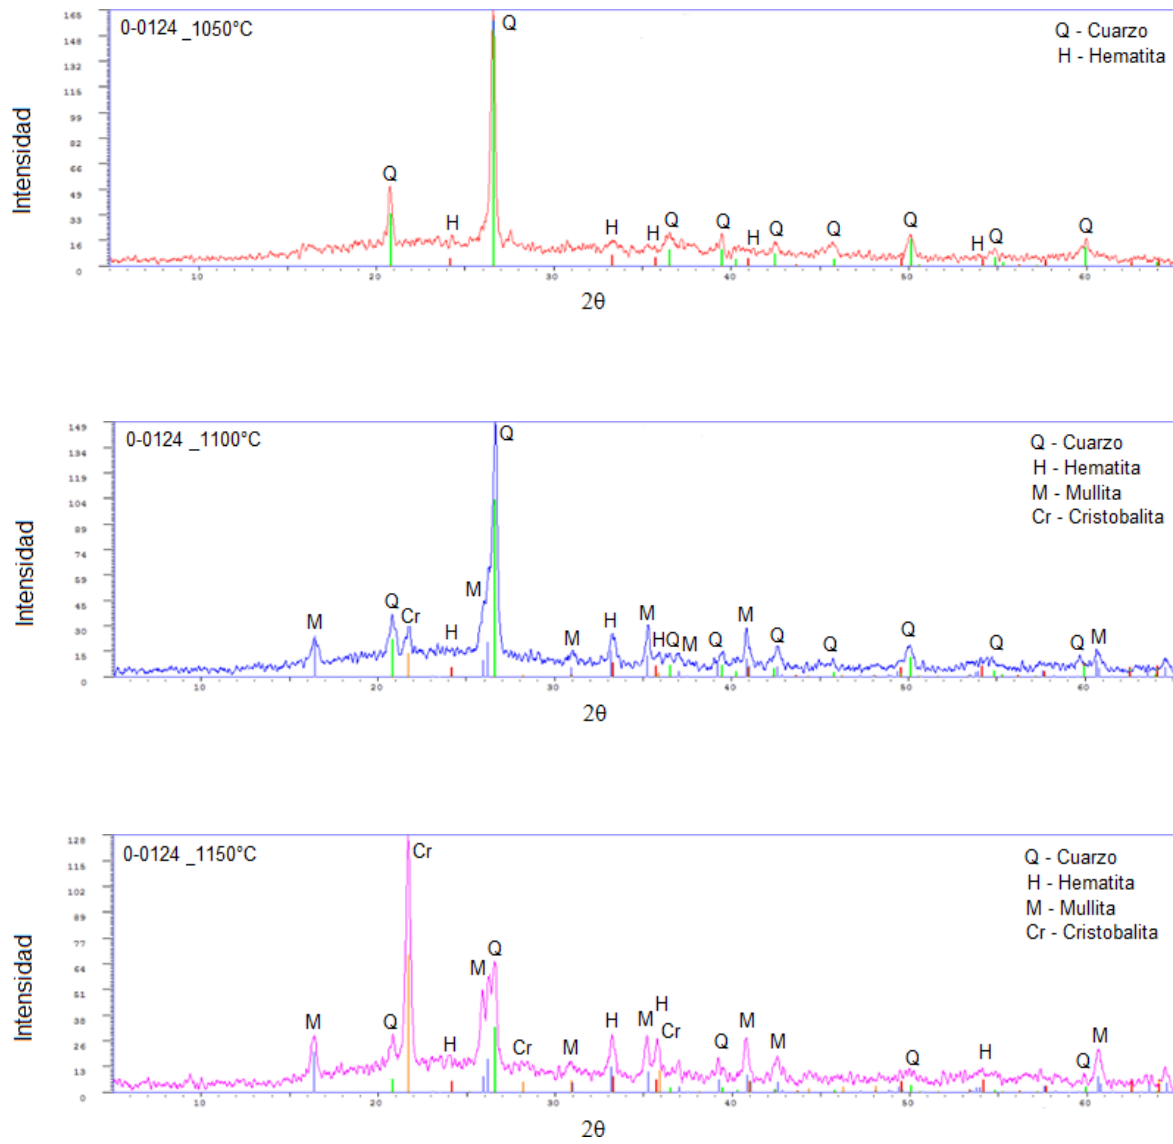 0-0124 _1050°C
Q - Cuarzo
H - Hematita
Intensidad
165
148
132
115
99
82
66
49
33
16
0
Q
H
Q
H
H
Q
Q
H
Q
Q
Q
H
Q
Q
10
20
30
40
50
60
2θ
0-0124 _1100°C
Q - Cuarzo
H - Hematita
M - Mullita
Cr - Cristobalita
Intensidad
149
134
119
104
89
74
59
45
30
15
0
M
Q
Cr
H
M
Q
M
H
M
H
Q
M
Q
M
Q
Q
Q
Q
Q
M
10
20
30
40
50
60
2θ
0-0124 _1150°C
Q - Cuarzo
H - Hematita
M - Mullita
Cr - Cristobalita
Intensidad
128
115
102
89
77
64
51
38
26
13
0
M
Q
Cr
H
M
Q
Cr
M
H
M
H
Cr
Q
M
M
Q
H
Q
M
10
20
30
40
50
60
2θ